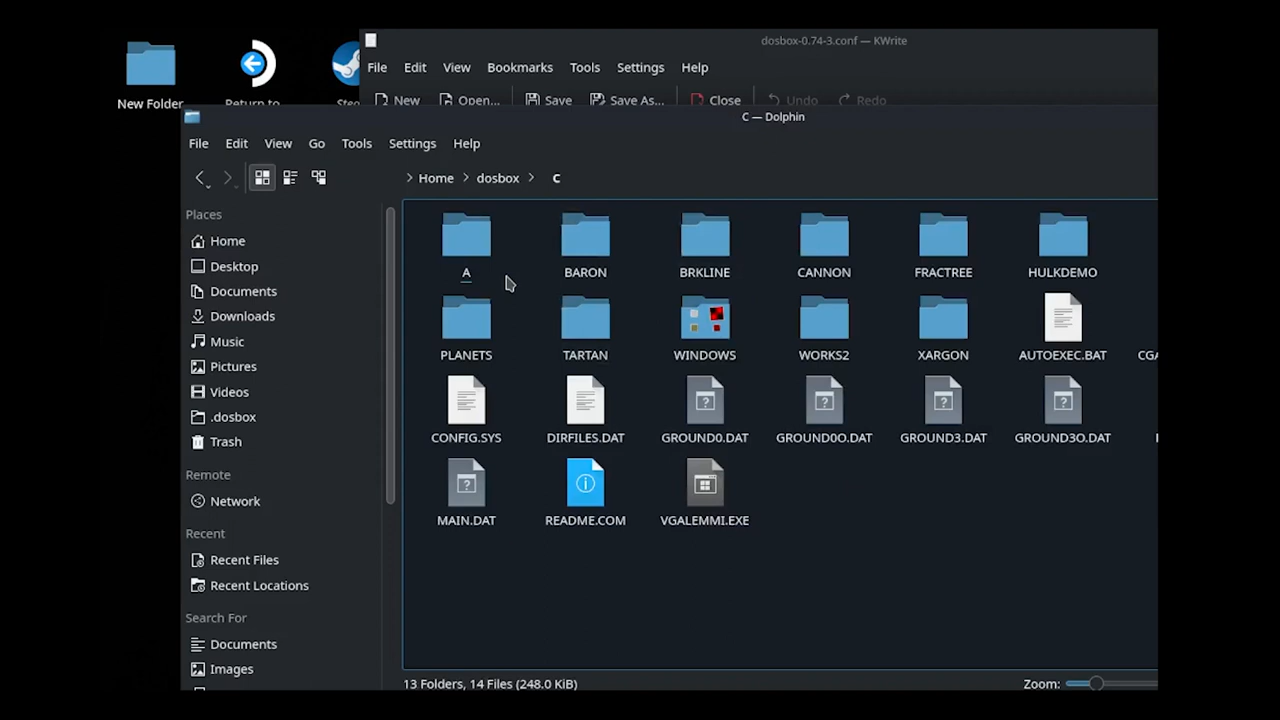 dosbox-0.74-3.conf — KWrite
File Edit View Bookmarks Tools Settings Help
New Open... Save Save As... Close Undo Redo
New Folder Return to
C — Dolphin
File Edit View Go Tools Settings Help
Home dosbox C
Places
Home
Desktop
Documents
Downloads
Music
Pictures
Videos
.dosbox
Trash
Remote
Network
Recent
Recent Files
Recent Locations
Search For
Documents
Images
A BARON BRKLINE CANNON FRACTREE HULKDEMO
PLANETS TARTAN WINDOWS WORKS2 XARGON AUTOEXEC.BAT CGA
CONFIG.SYS DIRFILES.DAT GROUND0.DAT GROUND0O.DAT GROUND3.DAT GROUND3O.DAT
MAIN.DAT README.COM VGALEMMI.EXE
13 Folders, 14 Files (248.0 KiB) Zoom: